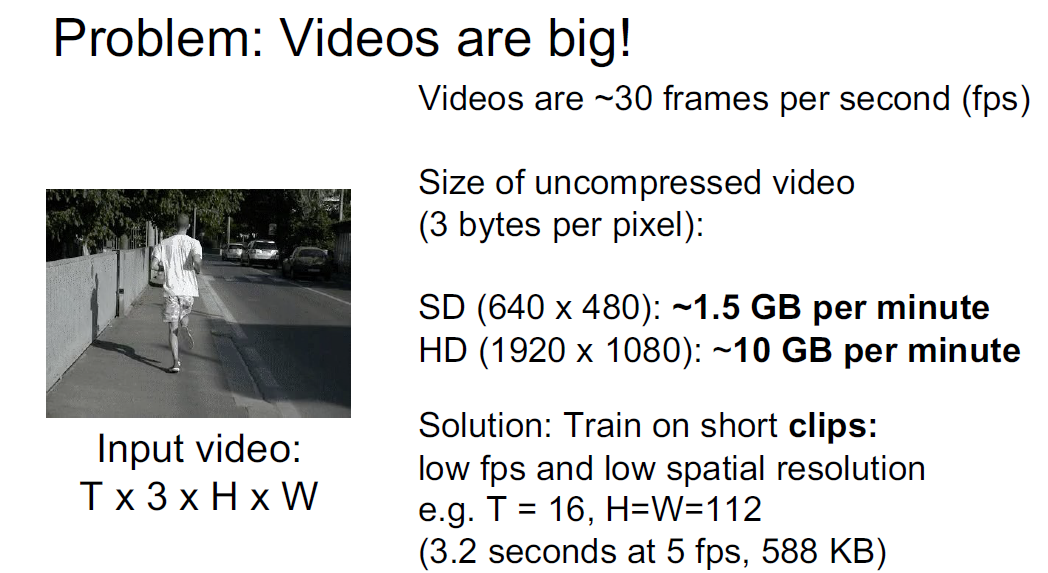 Problem: Videos are big!
Videos are ~30 frames per second (fps)
Size of uncompressed video
(3 bytes per pixel):
SD (640 x 480): ~1.5 GB per minute
HD (1920 x 1080): ~10 GB per minute
Solution: Train on short clips:
low fps and low spatial resolution
e.g. T = 16, H=W=112
(3.2 seconds at 5 fps, 588 KB)
Input video:
T x 3 x H x W